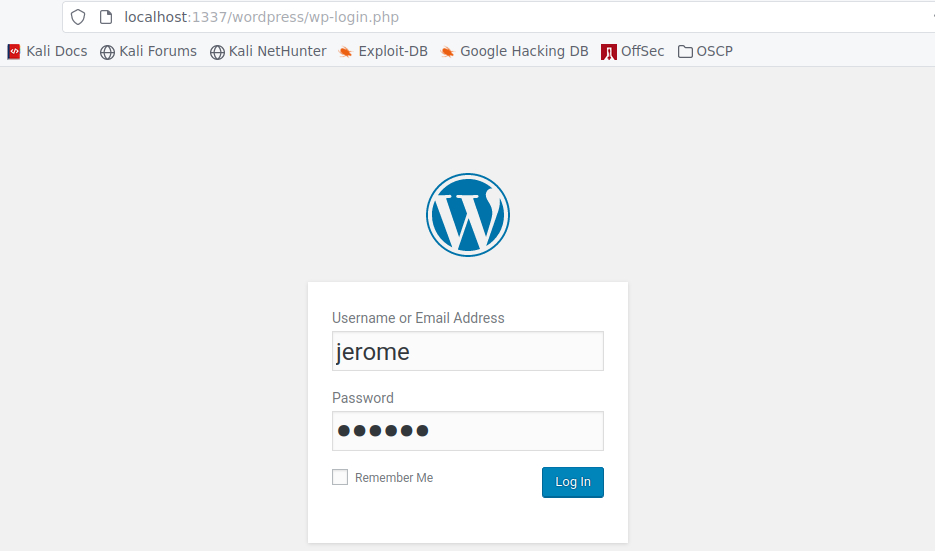 localhost:1337/wordpress/wp-login.php
Kali Docs Kali Forums Kali NetHunter Exploit-DB Google Hacking DB OffSec OSCP
Username or Email Address
jerome
Password
●●●●●●
Remember Me Log In